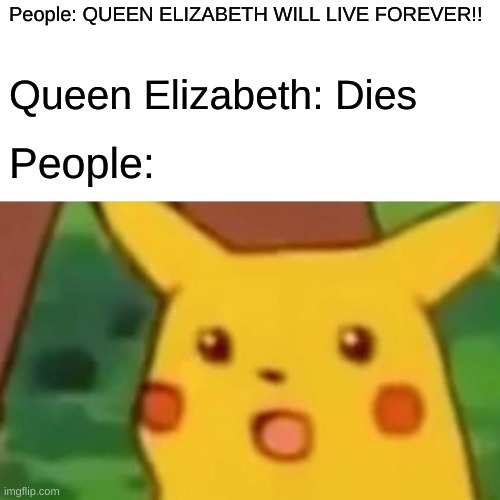 People: QUEEN ELIZABETH WILL LIVE FOREVER!!
Queen Elizabeth: Dies
People:
imgflip.com